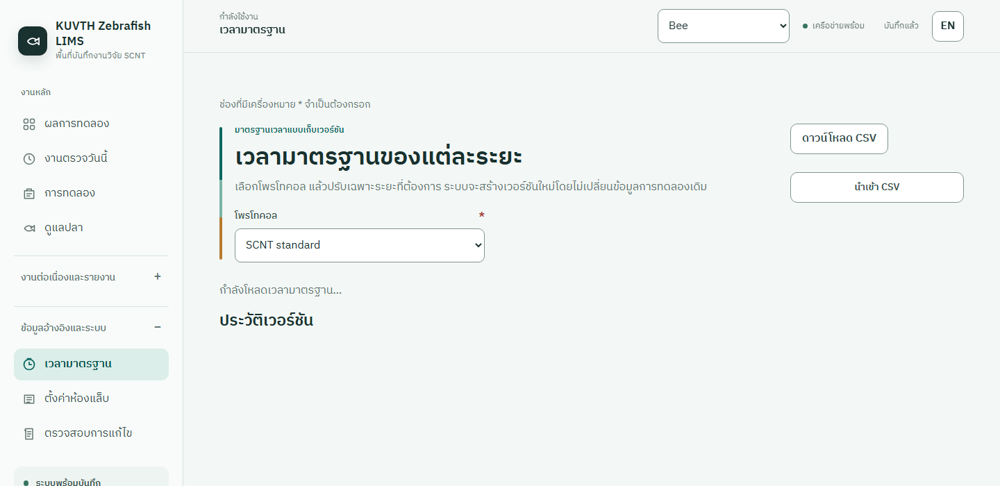 KUVTH Zebrafish
LIMS
พื้นที่บันทึกงานวิจัย SCNT
งานหลัก
ผลการทดลอง
งานตรวจวันนี้
การทดลอง
ดูแลปลา
งานต่อเนื่องและรายงาน +
ข้อมูลอ้างอิงและระบบ −
เวลามาตรฐาน
ตั้งค่าห้องแล็บ
ตรวจสอบการแก้ไข
ระบบพร้อมบันทึก
กำลังใช้งาน
เวลามาตรฐาน
Bee
เครือข่ายพร้อม
บันทึกแล้ว
EN
ช่องที่มีเครื่องหมาย * จำเป็นต้องกรอก
มาตรฐานเวลาแบบเก็บเวอร์ชัน
เวลามาตรฐานของแต่ละระยะ
เลือกโพรโทคอล แล้วปรับเฉพาะระยะที่ต้องการ ระบบจะสร้างเวอร์ชันใหม่โดยไม่เปลี่ยนข้อมูลการทดลองเดิม
โพรโทคอล *
SCNT standard
ดาวน์โหลด CSV
นำเข้า CSV
กำลังโหลดเวลามาตรฐาน...
ประวัติเวอร์ชัน